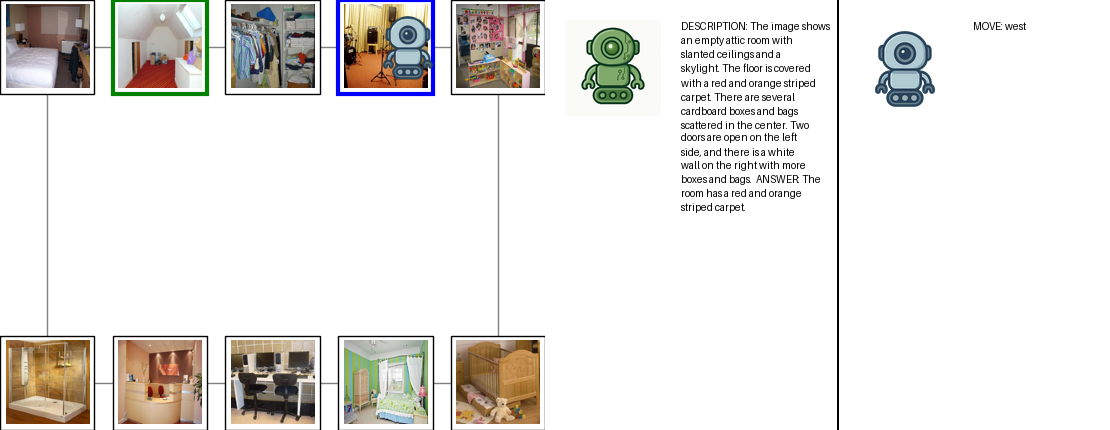 DESCRIPTION: The image shows
an empty attic room with
slanted ceilings and a
skylight. The floor is covered
with a red and orange striped
carpet. There are several
cardboard boxes and bags
scattered in the center. Two
doors are open on the left
side, and there is a white
wall on the right with more
boxes and bags. ANSWER: The
room has a red and orange
striped carpet.
MOVE: west